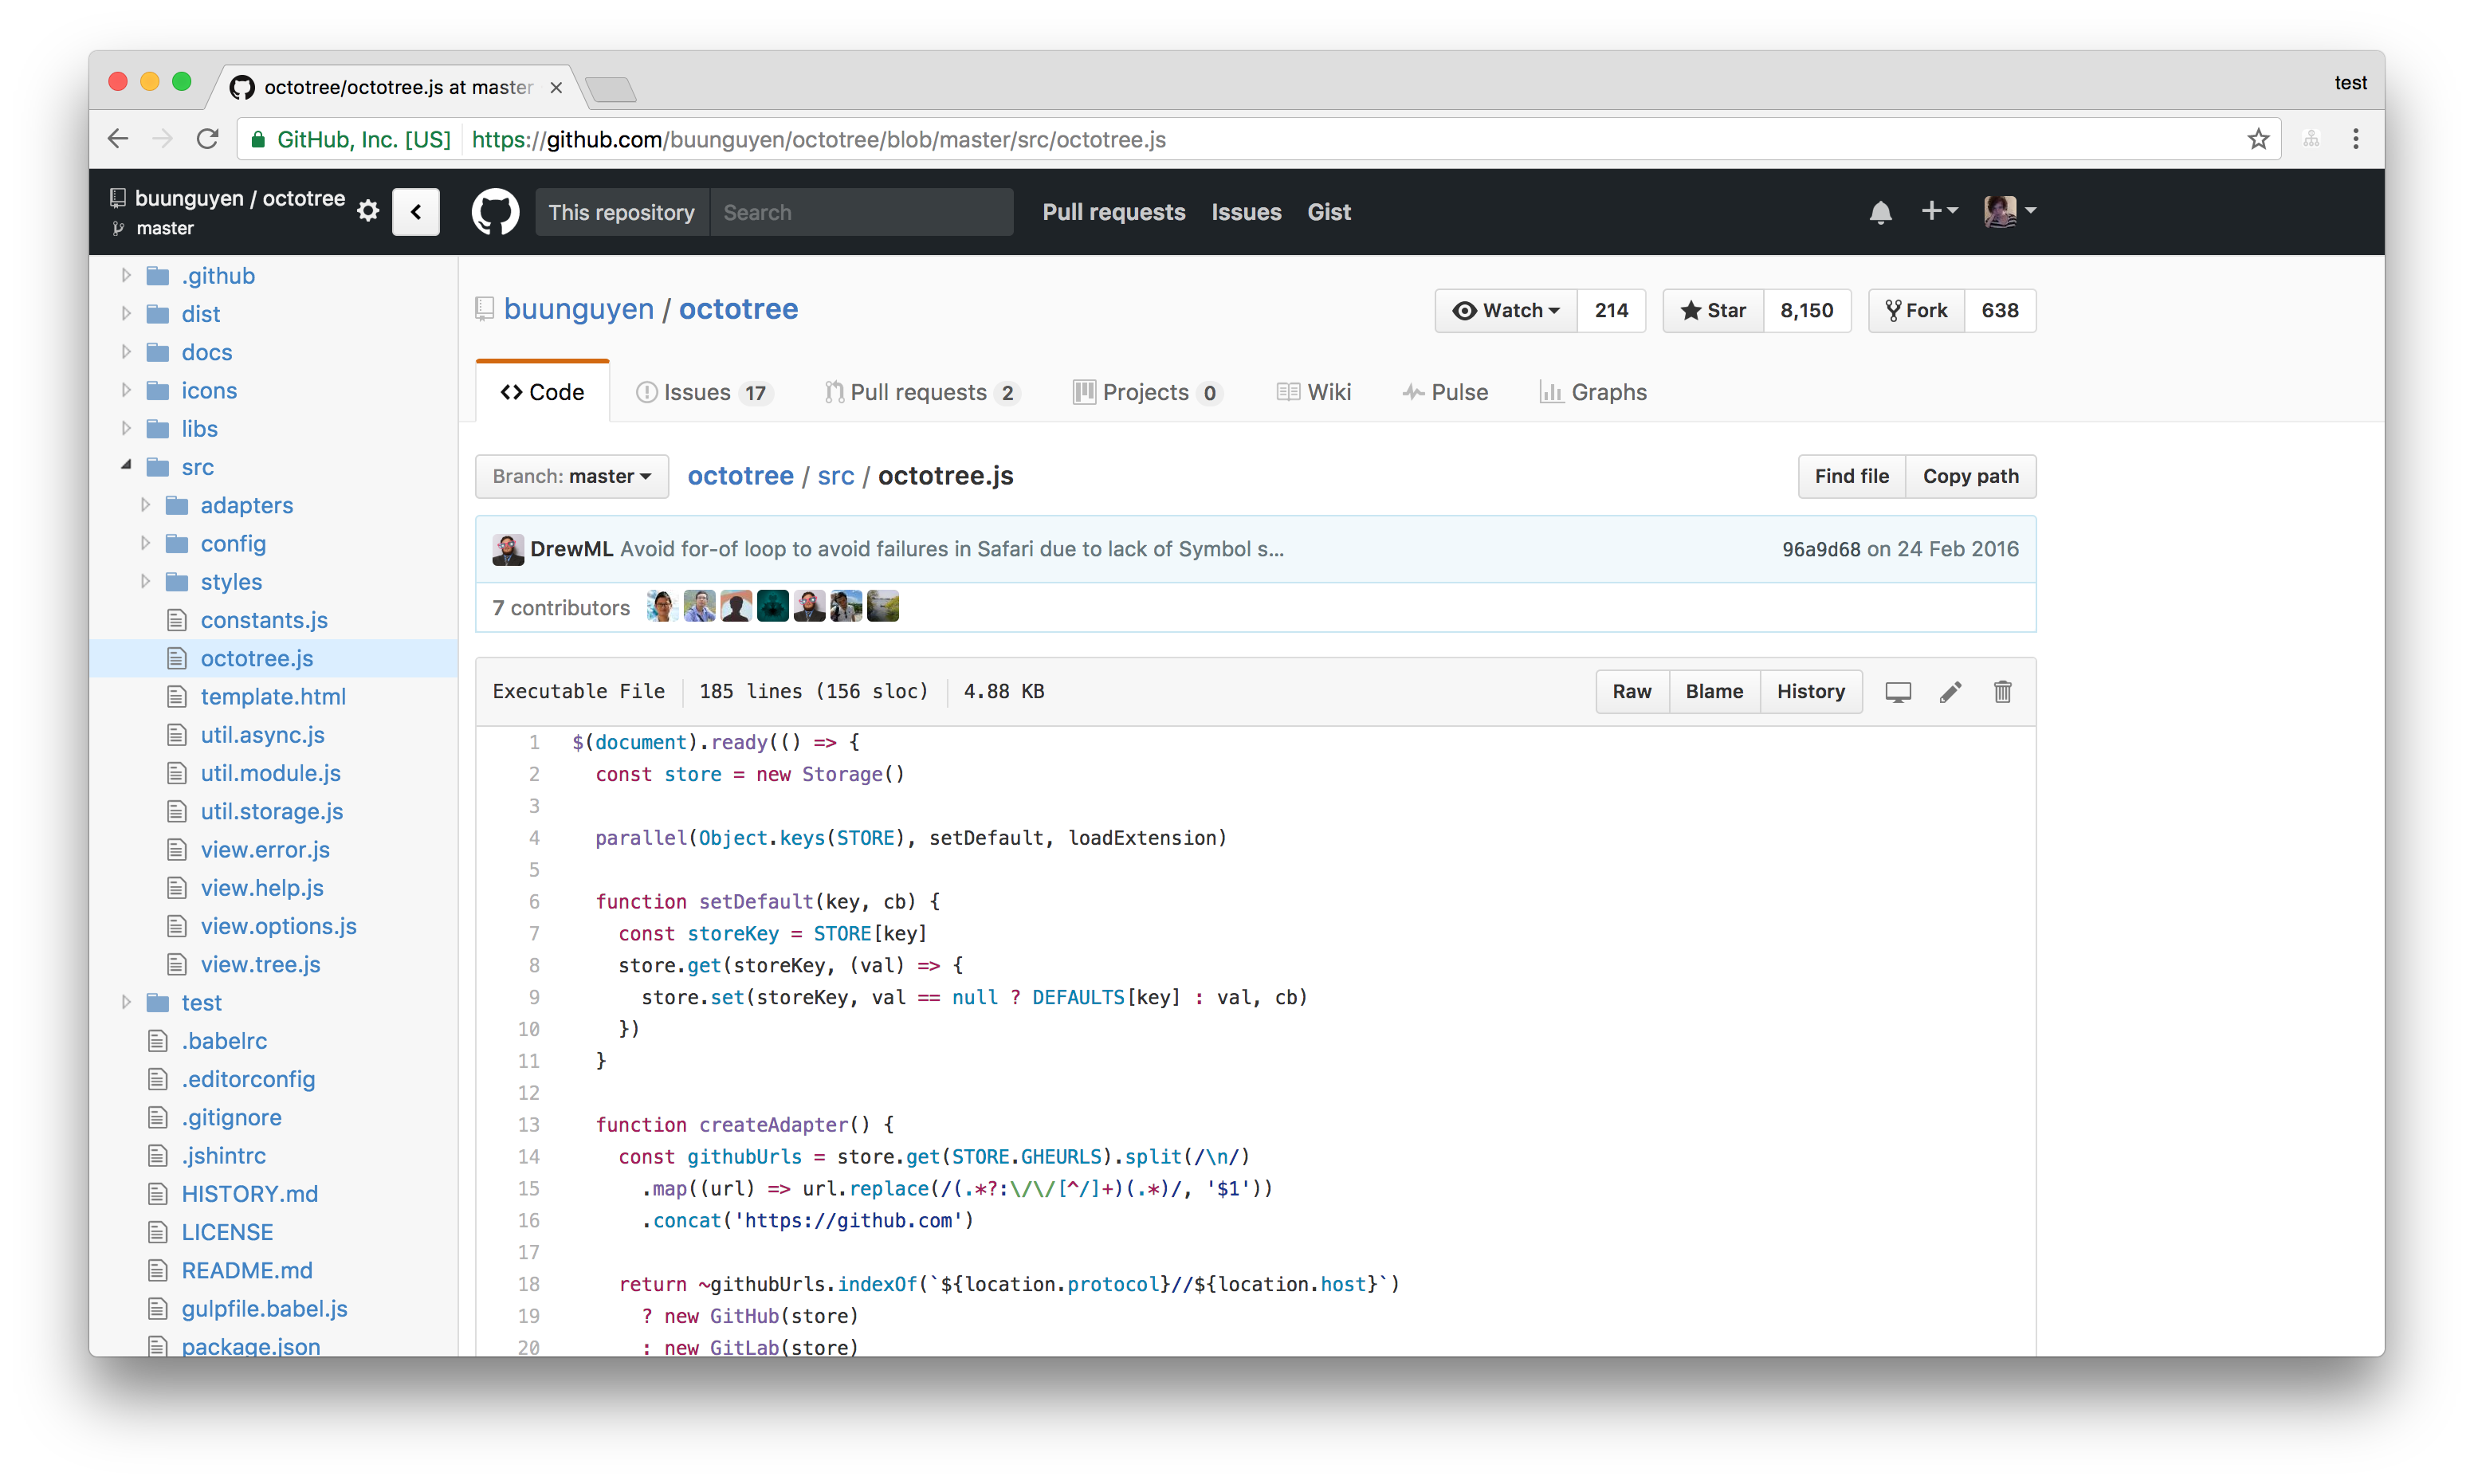 octotree/octotree.js at master
test
GitHub, Inc. [US] https://github.com/buunguyen/octotree/blob/master/src/octotree.js
buunguyen / octotree
master
This repository Search Pull requests Issues Gist
.github
dist
docs
icons
libs
src
adapters
config
styles
constants.js
octotree.js
template.html
util.async.js
util.module.js
util.storage.js
view.error.js
view.help.js
view.options.js
view.tree.js
test
.babelrc
.editorconfig
.gitignore
.jshintrc
HISTORY.md
LICENSE
README.md
gulpfile.babel.js
package.json
buunguyen / octotree
Watch 214 Star 8,150 Fork 638
Code Issues 17 Pull requests 2 Projects 0 Wiki Pulse Graphs
Branch: master octotree / src / octotree.js Find file Copy path
DrewML Avoid for-of loop to avoid failures in Safari due to lack of Symbol s... 96a9d68 on 24 Feb 2016
7 contributors
Executable File 185 lines (156 sloc) 4.88 KB Raw Blame History
1 $(document).ready(() => {
2 const store = new Storage()
3
4 parallel(Object.keys(STORE), setDefault, loadExtension)
5
6 function setDefault(key, cb) {
7 const storeKey = STORE[key]
8 store.get(storeKey, (val) => {
9 store.set(storeKey, val == null ? DEFAULTS[key] : val, cb)
10 })
11 }
12
13 function createAdapter() {
14 const githubUrls = store.get(STORE.GHEURLS).split(/\n/)
15 .map((url) => url.replace(/(.*?:\/\/[^/]+)(.*)/, '$1'))
16 .concat('https://github.com')
17
18 return ~githubUrls.indexOf(`${location.protocol}//${location.host}`)
19 ? new GitHub(store)
20 : new GitLab(store)